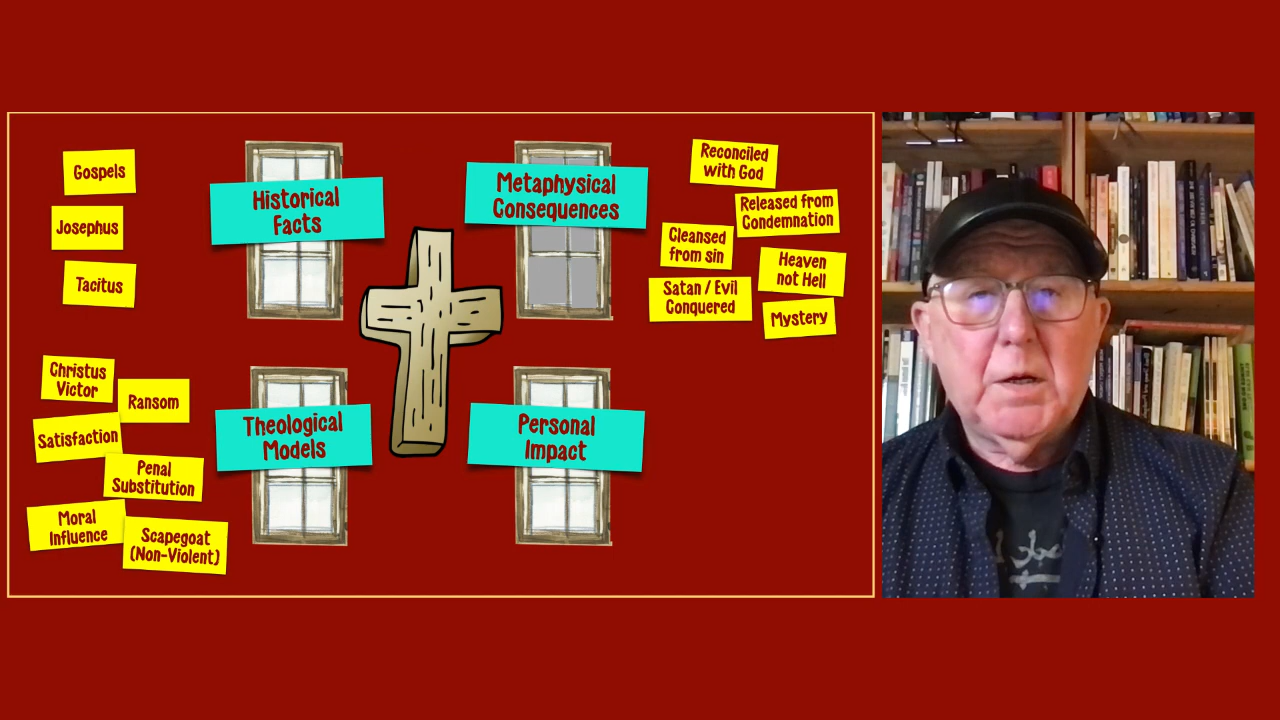 Gospels
Josephus
Tacitus
Historical
Facts
Metaphysical
Consequences
Reconciled
with God
Released from
Condemnation
Cleansed
from sin
Heaven
not Hell
Satan / Evil
Conquered
Mystery
Christus
Victor
Ransom
Satisfaction
Penal
Substitution
Moral
Influence
Scapegoat
(Non-Violent)
Theological
Models
Personal
Impact